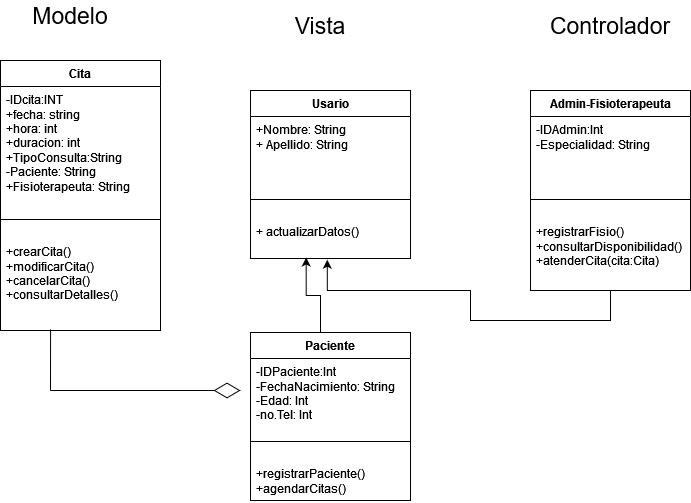 Modelo
Vista
Controlador
Cita
-IDcita:INT
+fecha: string
+hora: int
+duracion: int
+TipoConsulta:String
-Paciente: String
+Fisioterapeuta: String
+crearCita()
+modificarCita()
+cancelarCita()
+consultarDetalles()
Usario
+Nombre: String
+ Apellido: String
+ actualizarDatos()
Admin-Fisioterapeuta
-IDAdmin:Int
-Especialidad: String
+registrarFisio()
+consultarDisponibilidad()
+atenderCita(cita:Cita)
Paciente
-IDPaciente:Int
-FechaNacimiento: String
-Edad: Int
-no.Tel: Int
+registrarPaciente()
+agendarCitas()